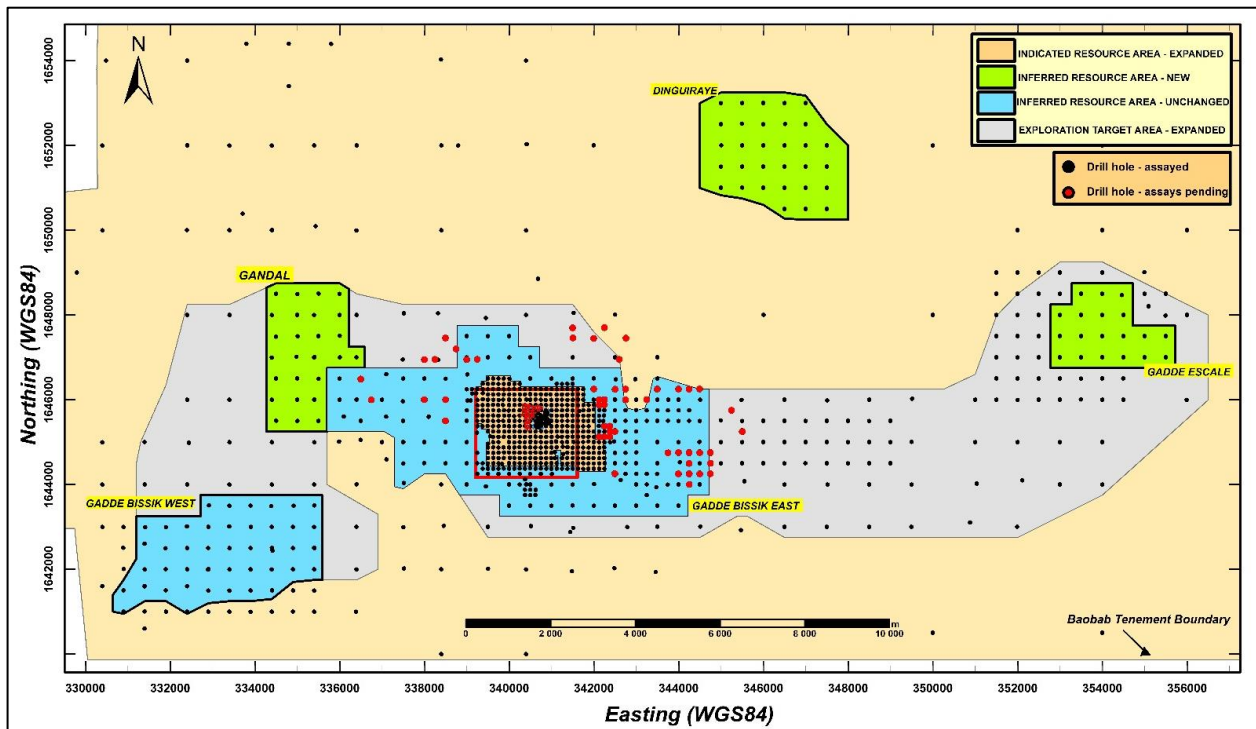 N
INDICATED RESOURCE AREA - EXPANDED
INFERRED RESOURCE AREA - NEW
INFERRED RESOURCE AREA - UNCHANGED
EXPLORATION TARGET AREA - EXPANDED
Drill hole - assayed
Drill hole - assays pending
DINGUIRAYE
GANDAL
GADDE ESCALE
GADDE BISSIK WEST
GADDE BISSIK EAST
Baobab Tenement Boundary
0 2 000 4 000 6 000 8 000 10 000 m
Northing (WGS84)
1654000
1652000
1650000
1648000
1646000
1644000
1642000
330000 332000 334000 336000 338000 340000 342000 344000 346000 348000 350000 352000 354000 356000
Easting (WGS84)